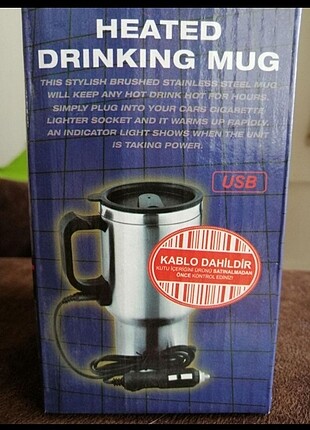 HEATED
DRINKING MUG
THIS STYLISH BRUSHED STAINLESS STEEL MUG
WILL KEEP ANY HOT DRINK HOT FOR HOURS
SIMPLY PLUG INTO YOUR CARS CIGARETTA
LIGHTER SOCKET AND IT WARMS UP RAPIDLY.
AN INDICATOR LIGHT SHOWS WHEN THE UNIT
IS TAKING POWER.
USB
KABLO DAHİLDİR
KUTU İÇERİĞİNİ ÜRÜNÜ SATINALMADAN
ÖNCE KONTROL EDİNİZ!